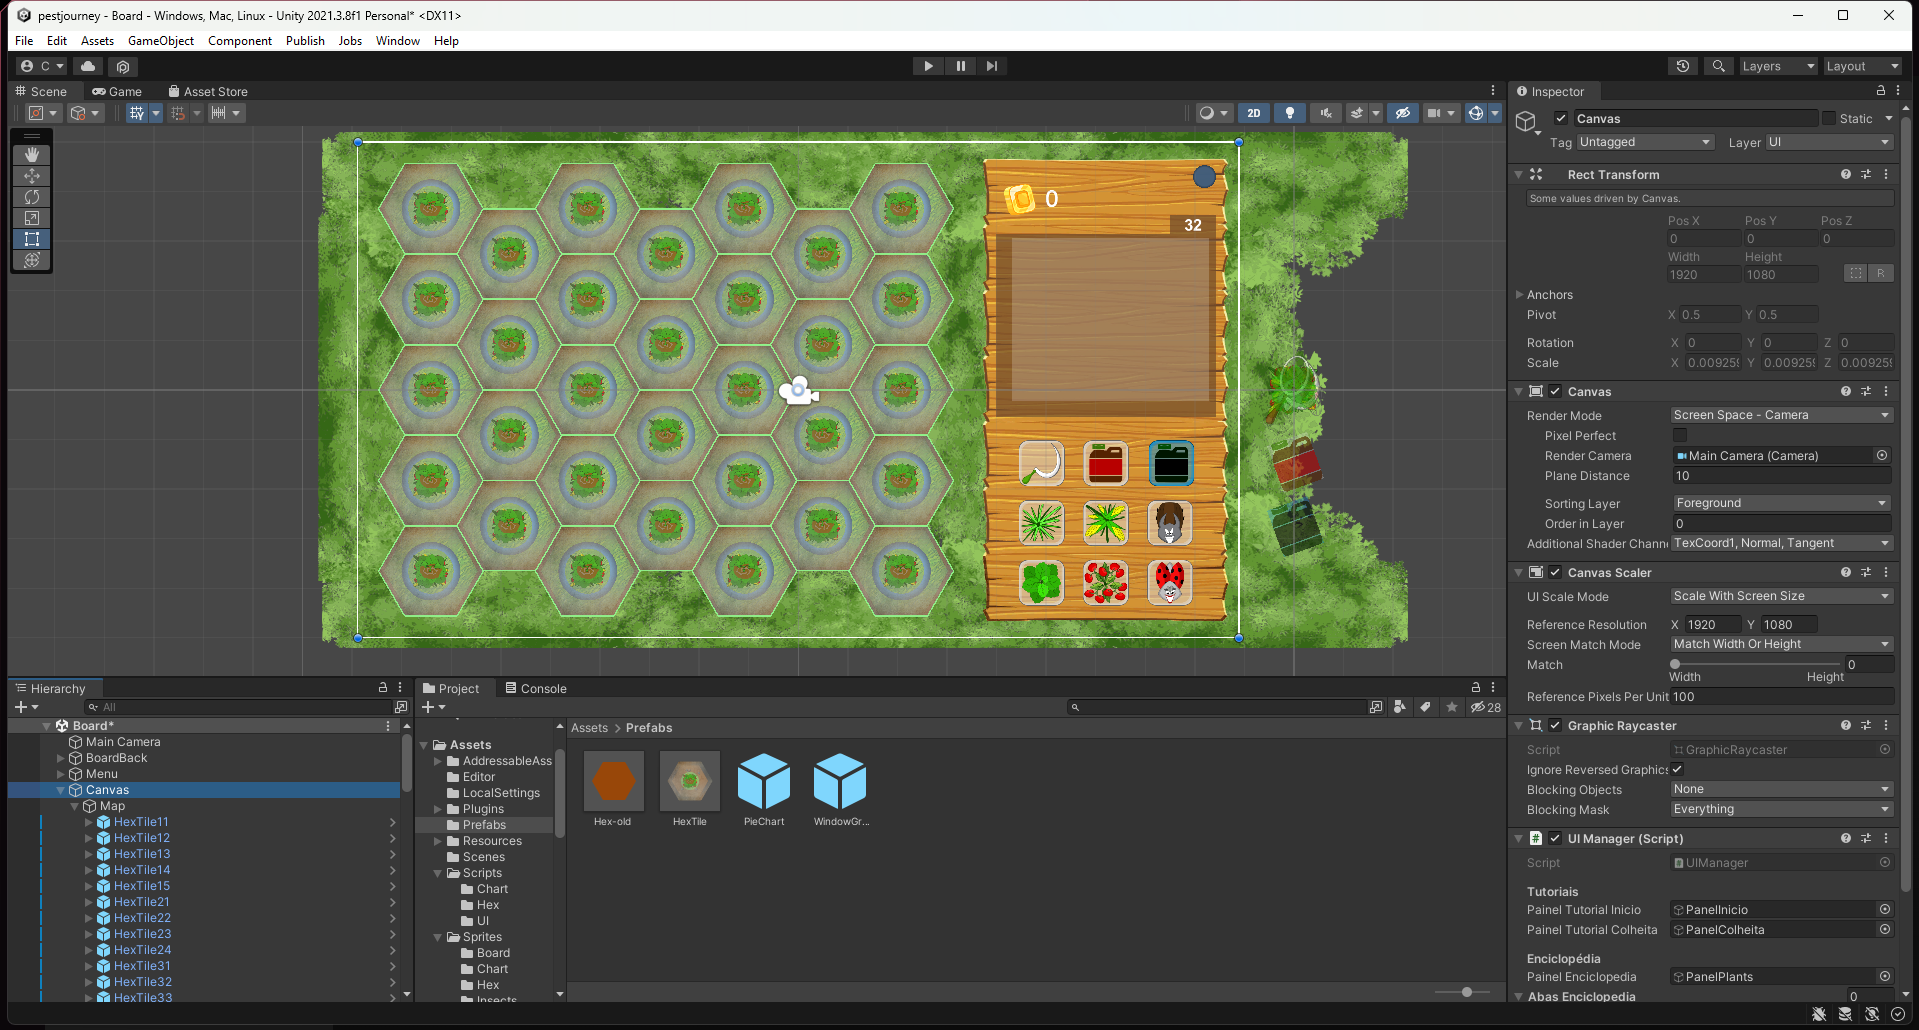 pestjourney - Board - Windows, Mac, Linux - Unity 2021.3.8f1 Personal* <DX11>
File Edit Assets GameObject Component Publish Jobs Window Help
C
Layers Layout
Scene Game Asset Store
2D
0
32
Inspector
Canvas Static
Tag Untagged Layer UI
Rect Transform
Some values driven by Canvas.
Pos X Pos Y Pos Z
0 0 0
Width Height
1920 1080 R
Anchors
Pivot X 0.5 Y 0.5
Rotation X 0 Y 0 Z 0
Scale X 0.00925 Y 0.00925 Z 0.00925
Canvas
Render Mode Screen Space - Camera
Pixel Perfect
Render Camera Main Camera (Camera)
Plane Distance 10
Sorting Layer Foreground
Order in Layer 0
Additional Shader Chann TexCoord1, Normal, Tangent
Canvas Scaler
UI Scale Mode Scale With Screen Size
Reference Resolution X 1920 Y 1080
Screen Match Mode Match Width Or Height
Match 0
Width Height
Reference Pixels Per Unit 100
Graphic Raycaster
Script GraphicRaycaster
Ignore Reversed Graphics
Blocking Objects None
Blocking Mask Everything
UI Manager (Script)
Script UIManager
Tutoriais
Painel Tutorial Inicio PanelInicio
Painel Tutorial Colheita PanelColheita
Enciclopédia
Painel Enciclopedia PanelPlants
Abas Enciclopedia 0
Hierarchy
All
Board*
Main Camera
BoardBack
Menu
Canvas
Map
HexTile11
HexTile12
HexTile13
HexTile14
HexTile15
HexTile21
HexTile22
HexTile23
HexTile24
HexTile31
HexTile32
HexTile33
Project Console
28
Assets
AddressableAss
Editor
LocalSettings
Plugins
Prefabs
Resources
Scenes
Scripts
Chart
Hex
UI
Sprites
Board
Chart
Hex
Insects
Assets > Prefabs
Hex-old HexTile PieChart WindowGr...